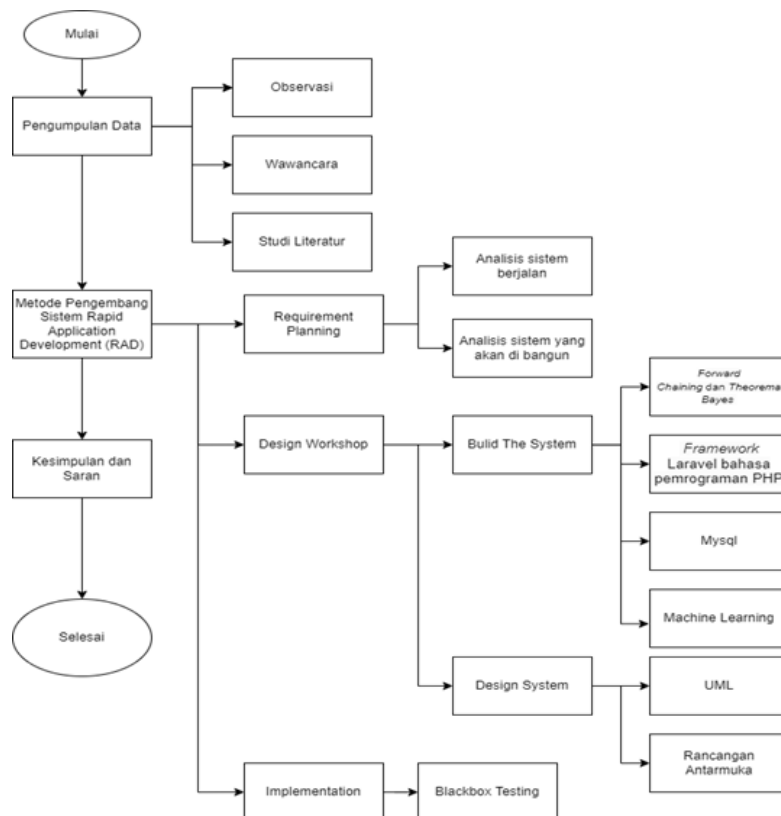 Mulai
Pengumpulan Data
Observasi
Wawancara
Studi Literatur
Metode Pengembang
Sistem Rapid
Application
Development (RAD)
Requirement
Planning
Analisis sistem
berjalan
Analisis sistem yang
akan di bangun
Design Workshop
Bulid The System
Forward
Chaining dan Theorema
Bayes
Framework
Laravel bahasa
pemrograman PHP
Mysql
Machine Learning
Kesimpulan dan
Saran
Selesai
Design System
UML
Rancangan
Antarmuka
Implementation
Blackbox Testing